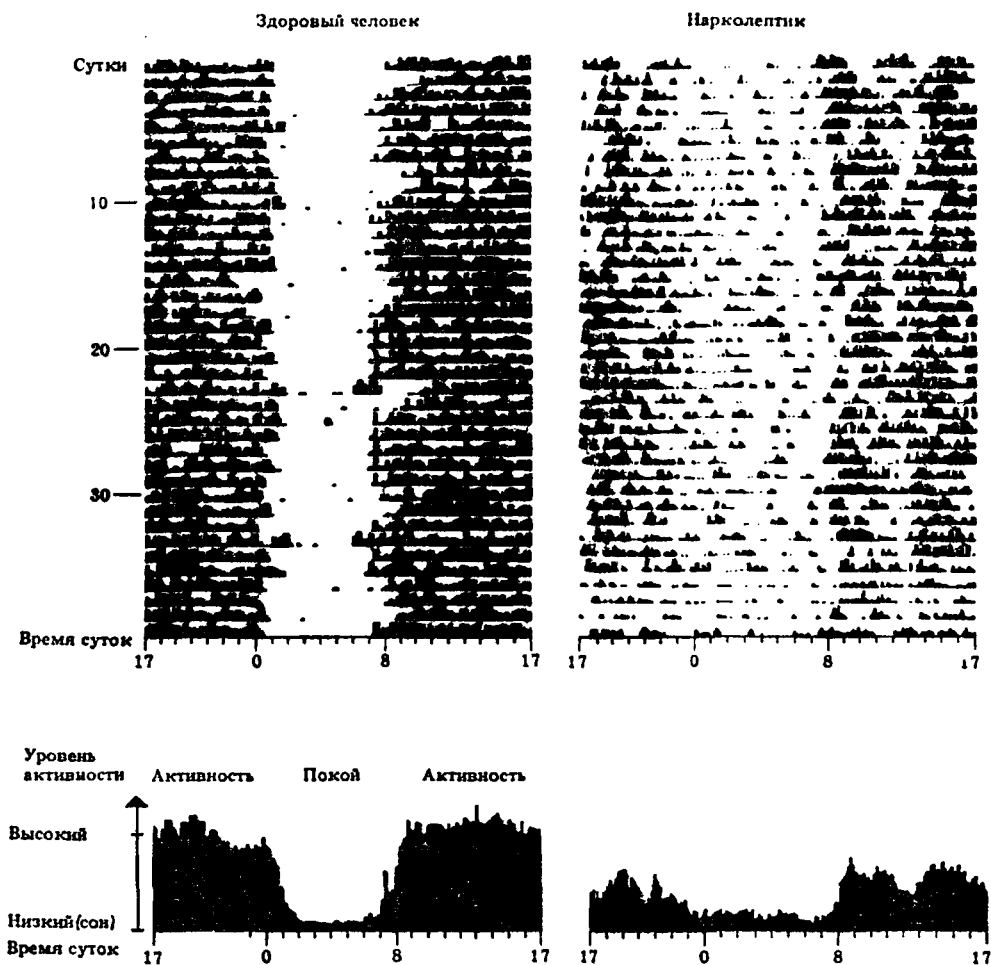 Здоровый человек
Нарколептик
Сутки
10
20
30
Время суток
17 0 8 17
17 0 8 17
Уровень активности
Активность Покой Активность
Высокий
Низкий (сон)
Время суток
17 0 8 17
17 0 8 17